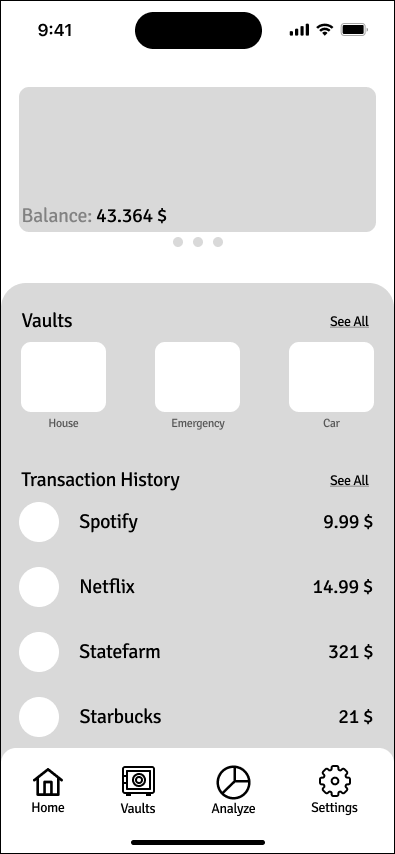 9:41
Balance: 43.364 $
Vaults See All
House Emergency Car
Transaction History See All
Spotify 9.99 $
Netflix 14.99 $
Statefarm 321 $
Starbucks 21 $
Home Vaults Analyze Settings